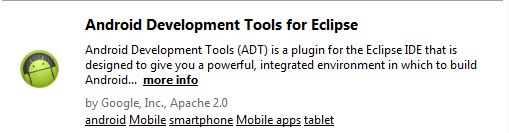 Android Development Tools for Eclipse
Android Development Tools (ADT) is a plugin for the Eclipse IDE that is
designed to give you a powerful, integrated environment in which to build
Android... more info
by Google, Inc., Apache 2.0
android Mobile smartphone Mobile apps tablet